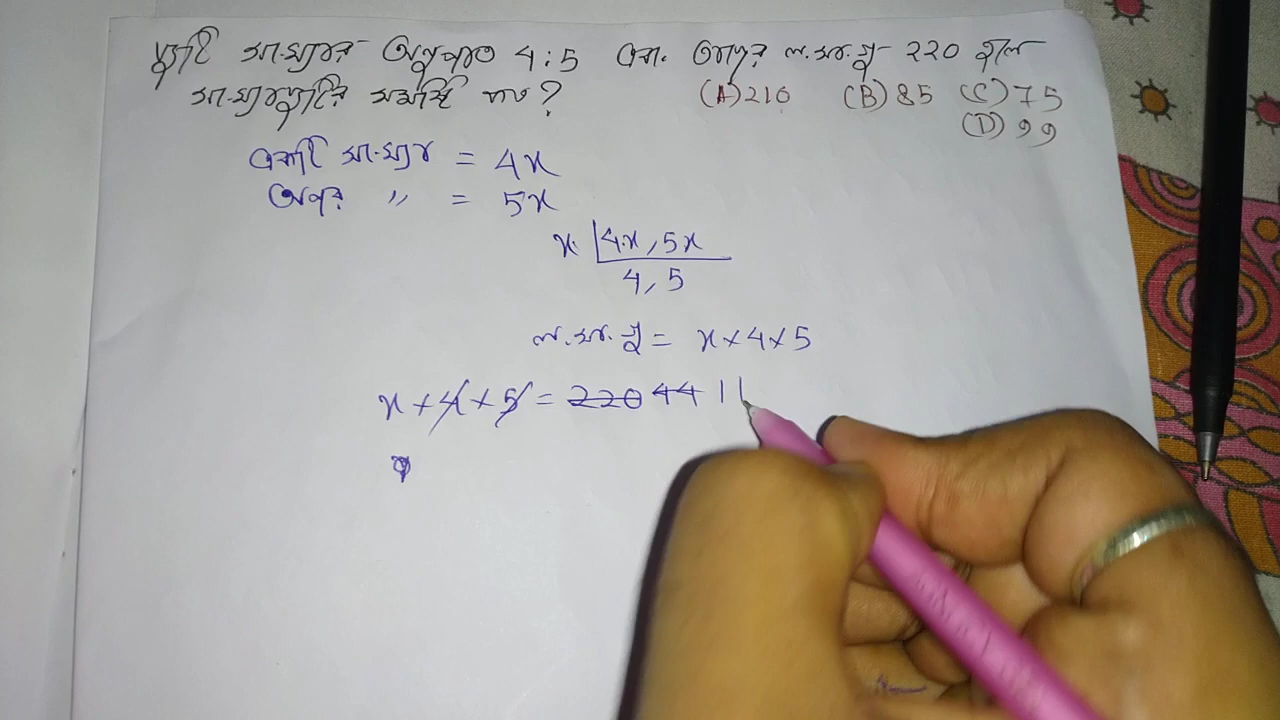 দুটি সংখ্যার অনুপাত 4:5 এবং তাদের ল.সা.গু 220 হলে
সংখ্যাদুটির সমষ্টি কত? (A) 210 (B) 85 (C) 75
(D) 99
একটি সংখ্যা = 4x
অপর " = 5x
x 4x, 5x
4, 5
ল.সা.গু = x×4×5
x×4×5 = 220 44 11